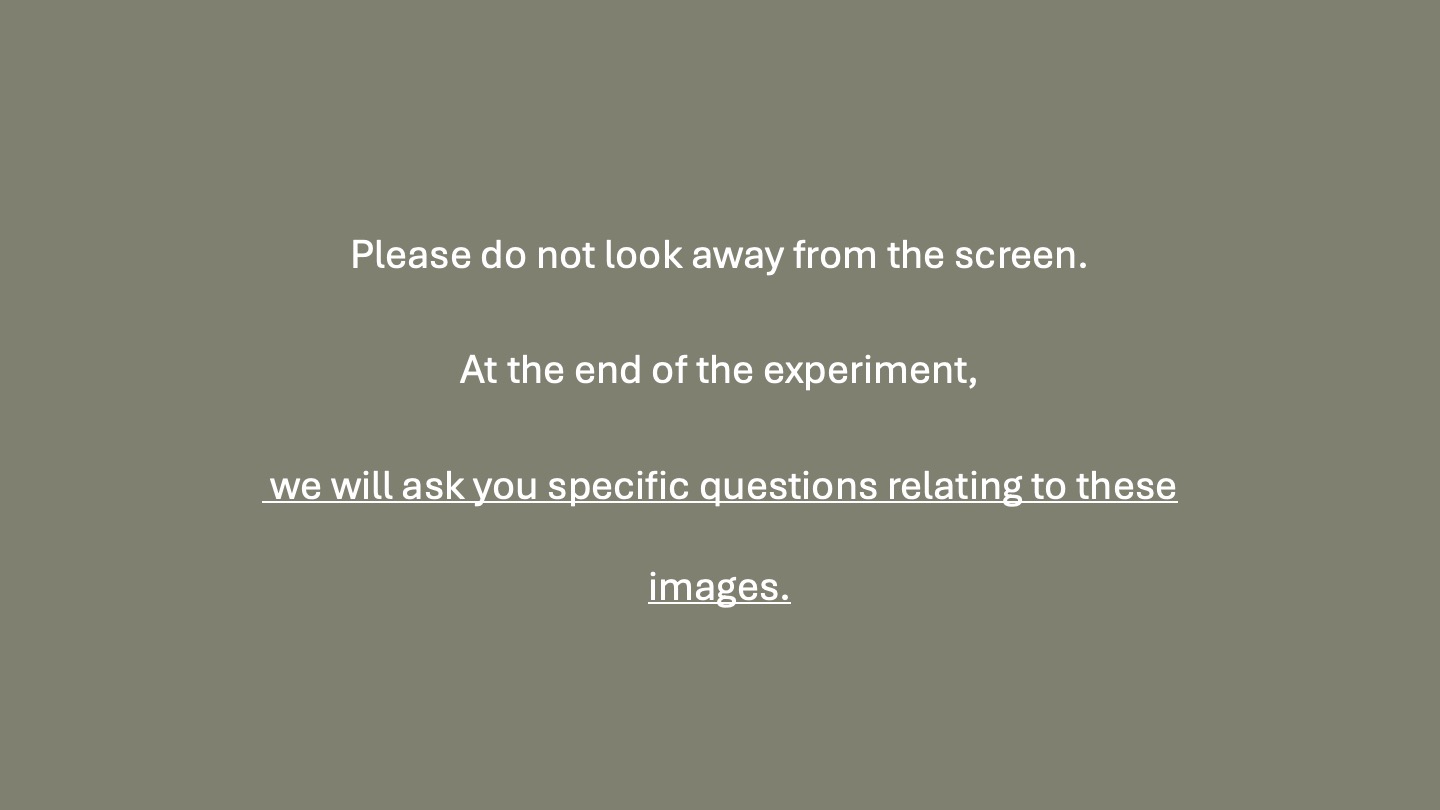 Please do not look away from the screen.
At the end of the experiment,
we will ask you specific questions relating to these
images.